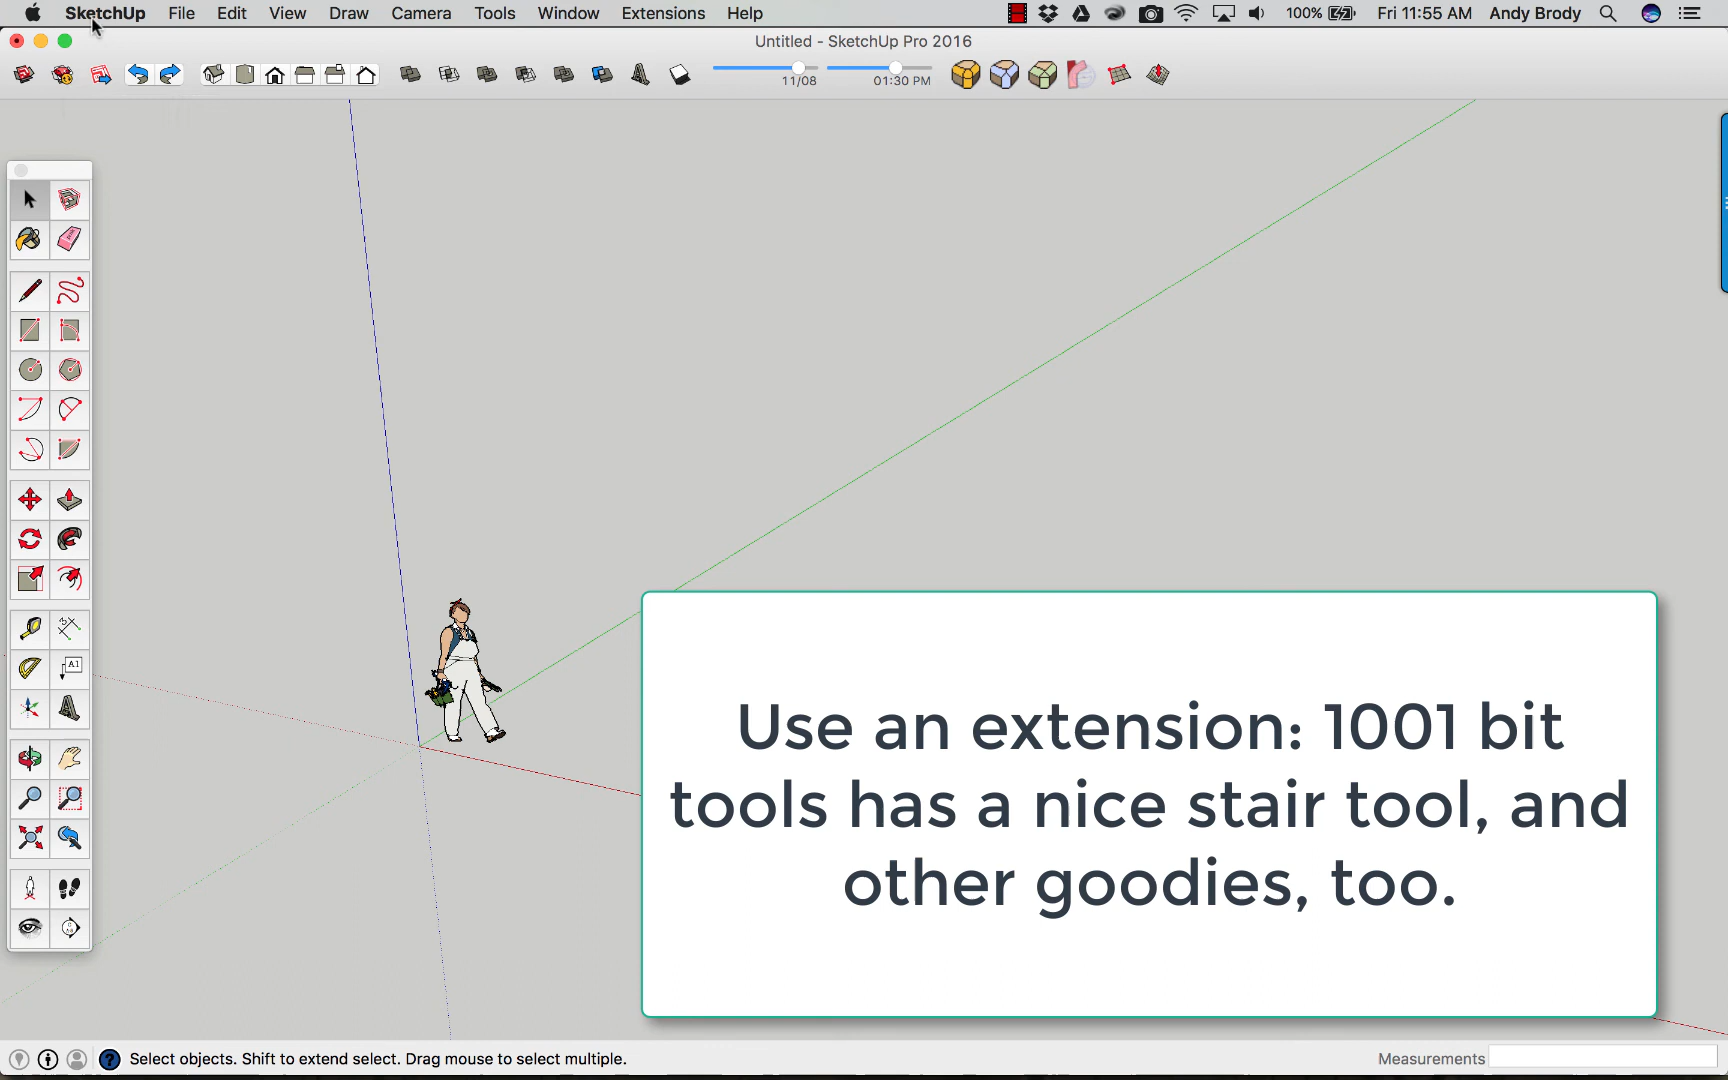 SketchUp File Edit View Draw Camera Tools Window Extensions Help 100% Fri 11:55 AM Andy Brody
Untitled - SketchUp Pro 2016
11/08 01:30 PM
A1
Use an extension: 1001 bit
tools has a nice stair tool, and
other goodies, too.
Select objects. Shift to extend select. Drag mouse to select multiple. Measurements